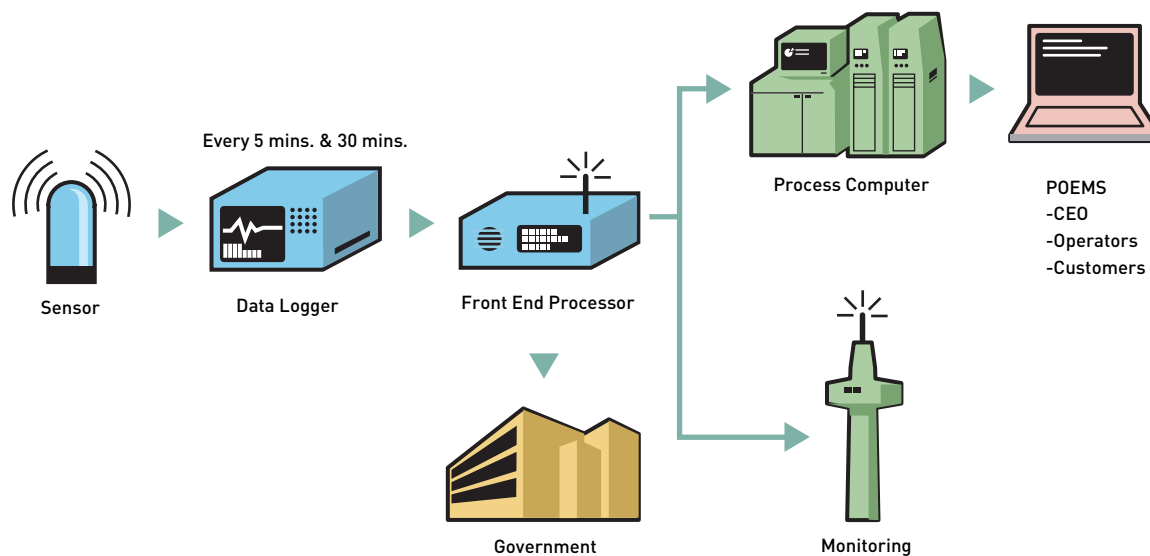 Every 5 mins. & 30 mins.
Sensor
Data Logger
Front End Processor
Process Computer
POEMS
-CEO
-Operators
-Customers
Government
Monitoring